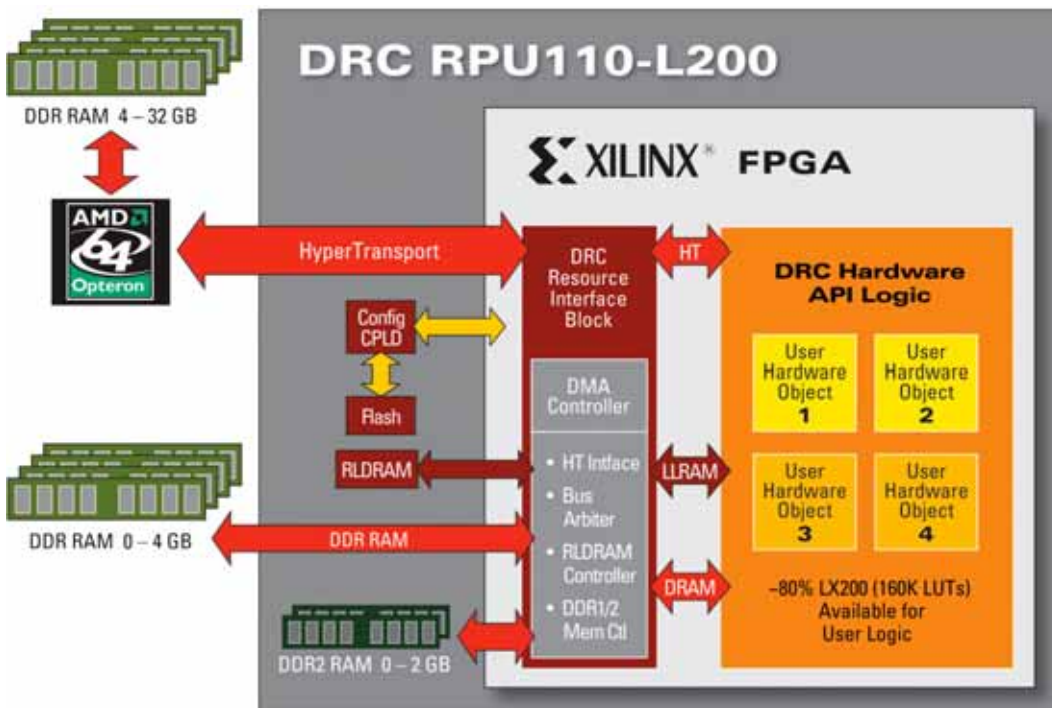 DRC RPU110-L200
DDR RAM 4 – 32 GB
XILINX® FPGA
AMD
64
Opteron
HyperTransport
DRC
Resource
Interface
Block
HT
DRC Hardware
API Logic
Config
CPLD
Flash
User
Hardware
Object
1
User
Hardware
Object
2
DMA
Controller
RLDRAM
• HT Intface
• Bus
Arbiter
• RLDRAM
Controller
• DDR1/2
Mem Ctl
LLRAM
User
Hardware
Object
3
User
Hardware
Object
4
DDR RAM 0 – 4 GB
DDR RAM
DRAM
~80% LX200 (160K LUTs)
Available for
User Logic
DDR2 RAM 0 – 2 GB